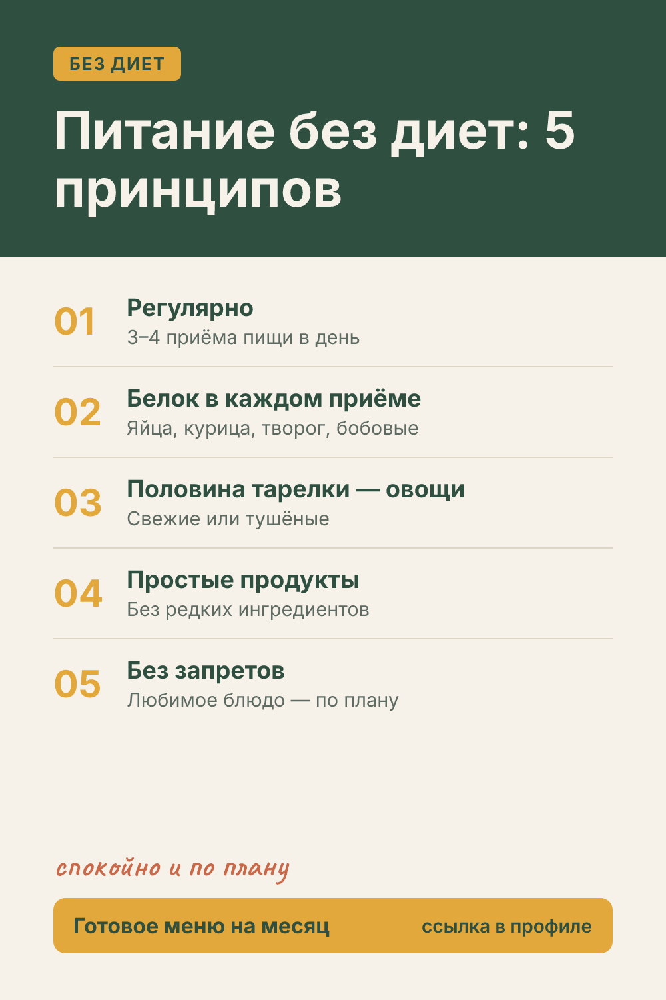 БЕЗ ДИЕТ
Питание без диет: 5
принципов
01
Регулярно
3–4 приёма пищи в день
02
Белок в каждом приёме
Яйца, курица, творог, бобовые
03
Половина тарелки — овощи
Свежие или тушёные
04
Простые продукты
Без редких ингредиентов
05
Без запретов
Любимое блюдо — по плану
спокойно и по плану
Готовое меню на месяц
ссылка в профиле